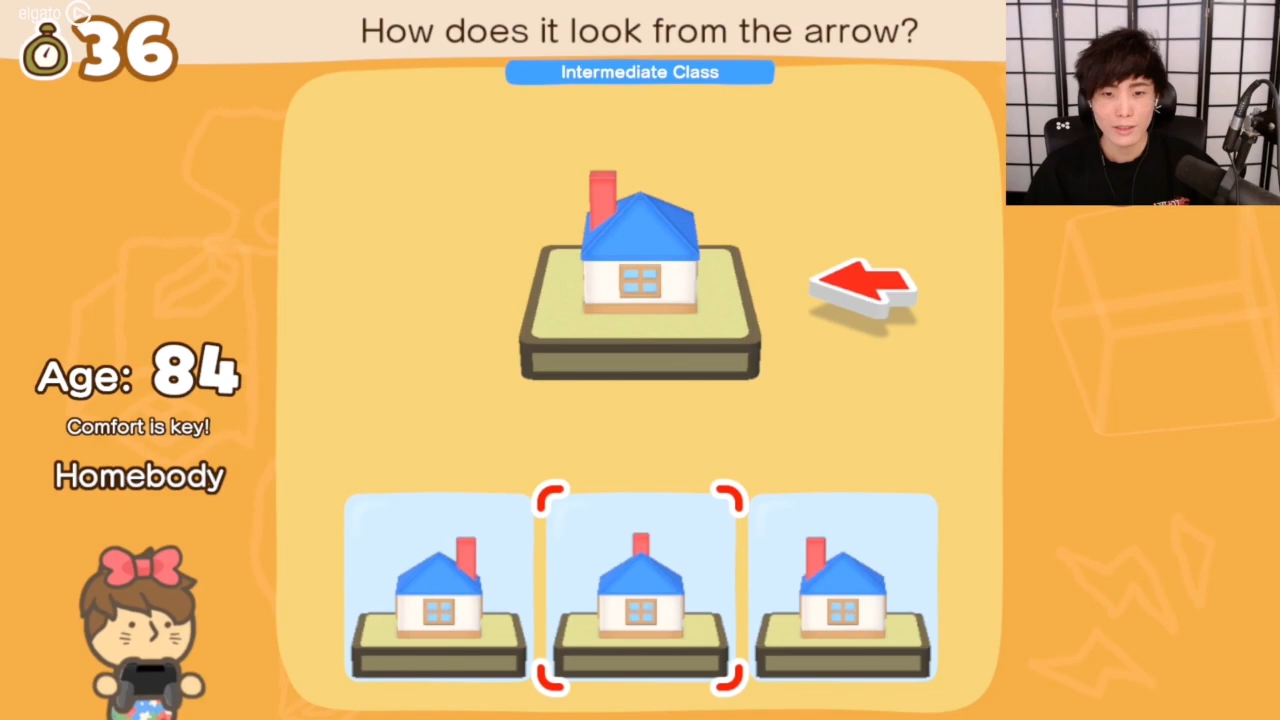 elgato
36
How does it look from the arrow?
Intermediate Class
Age: 84
Comfort is key!
Homebody